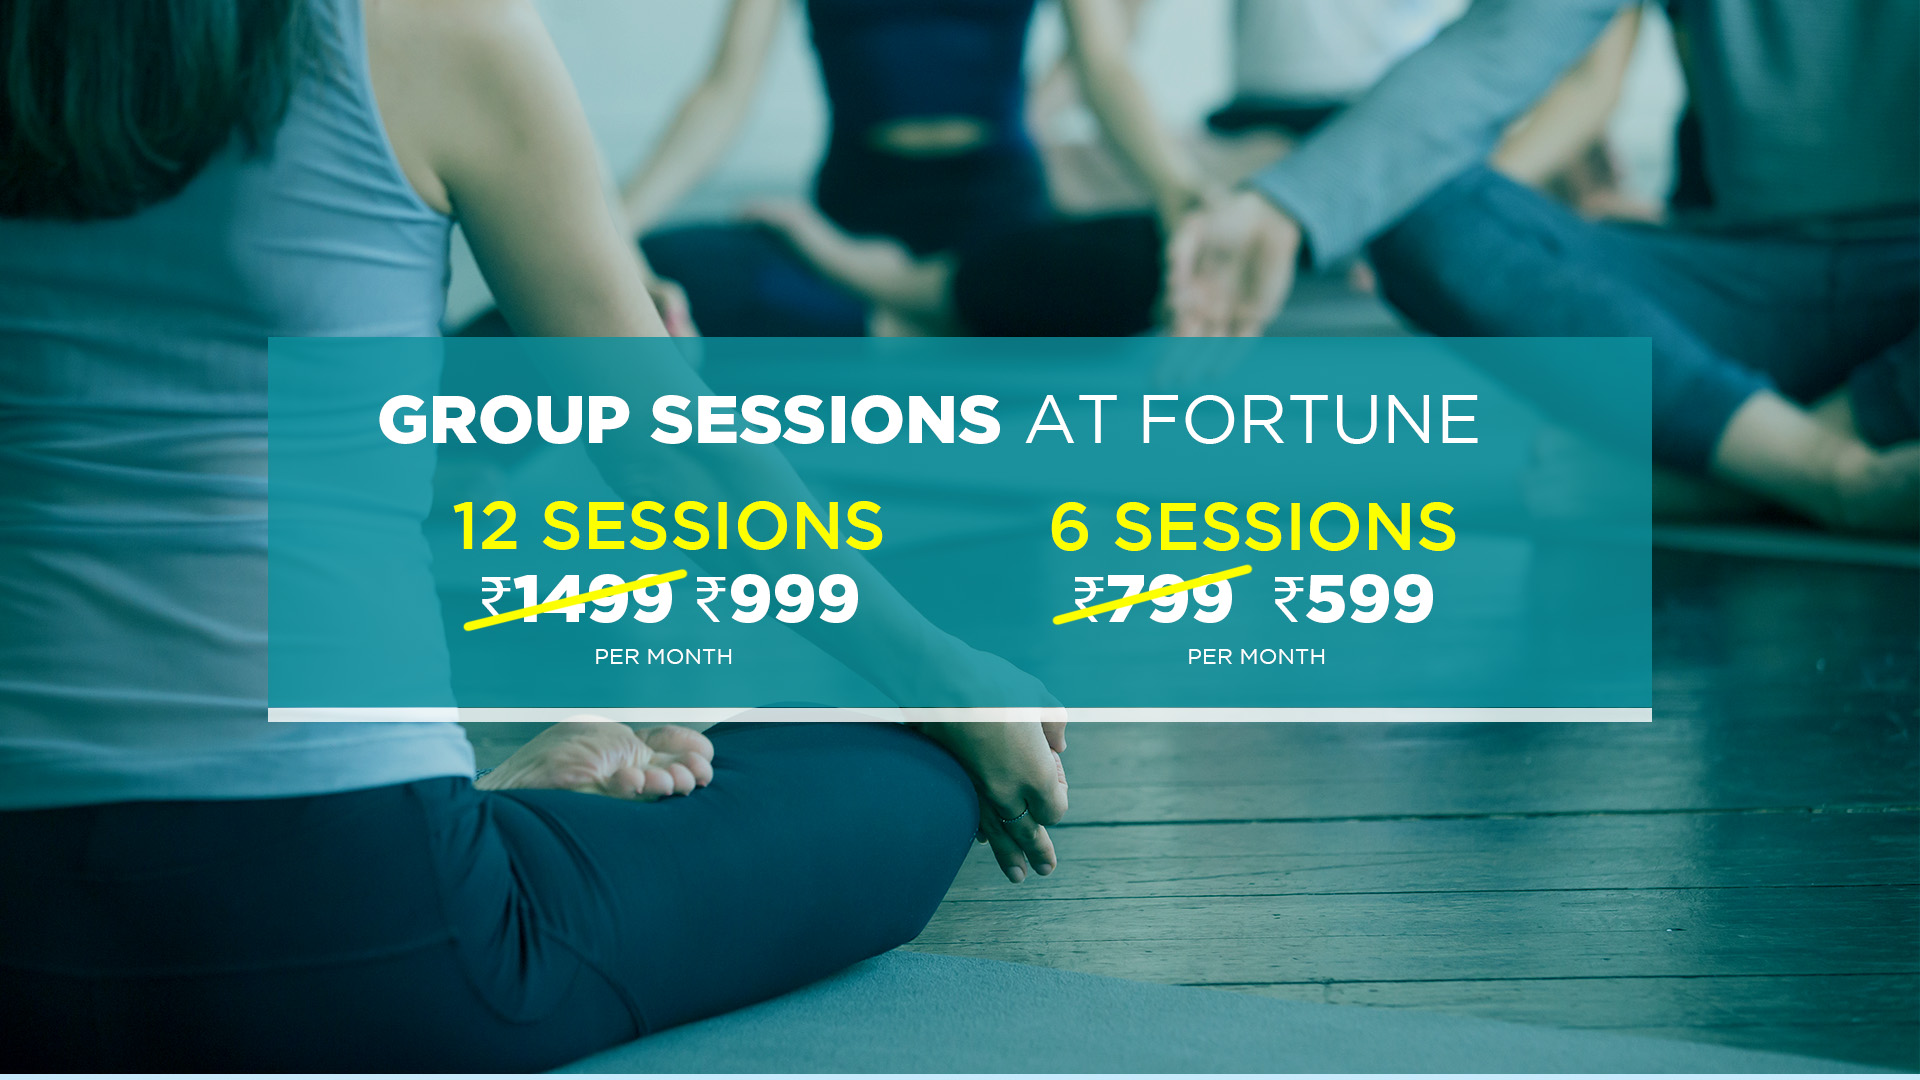 GROUP SESSIONS AT FORTUNE
12 SESSIONS
₹1499 ₹999
PER MONTH
6 SESSIONS
₹799 ₹599
PER MONTH